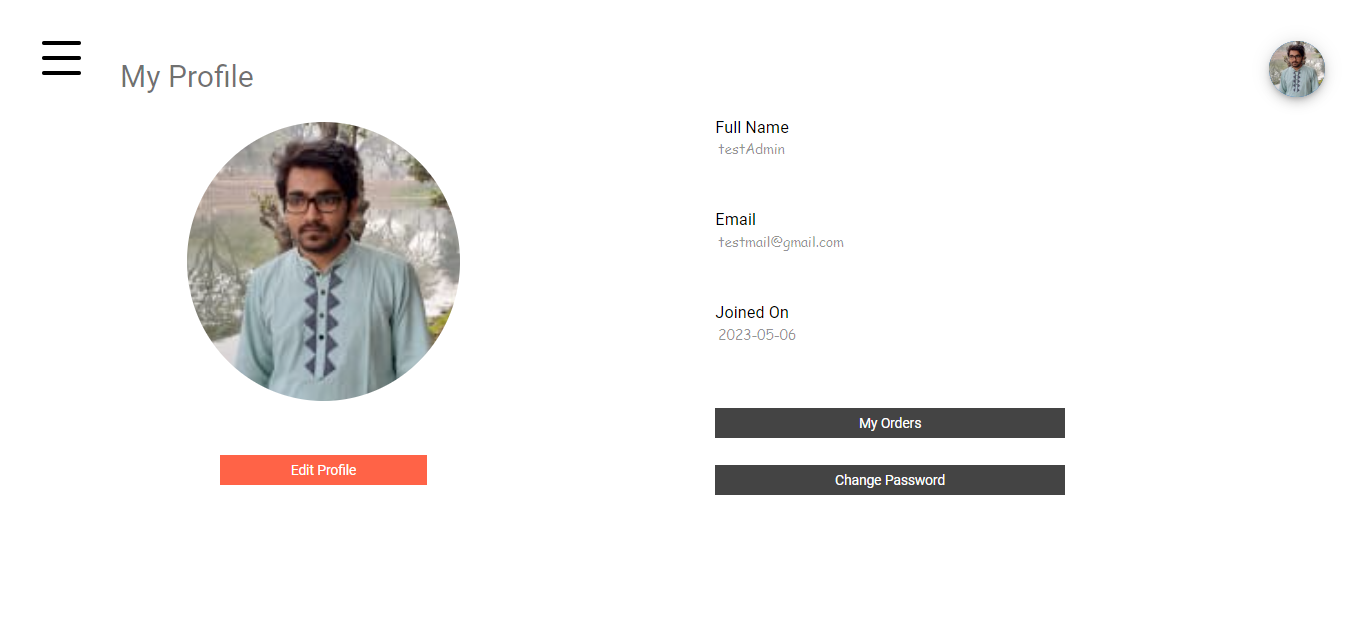 My Profile
Full Name
testAdmin
Email
testmail@gmail.com
Joined On
2023-05-06
My Orders
Edit Profile
Change Password